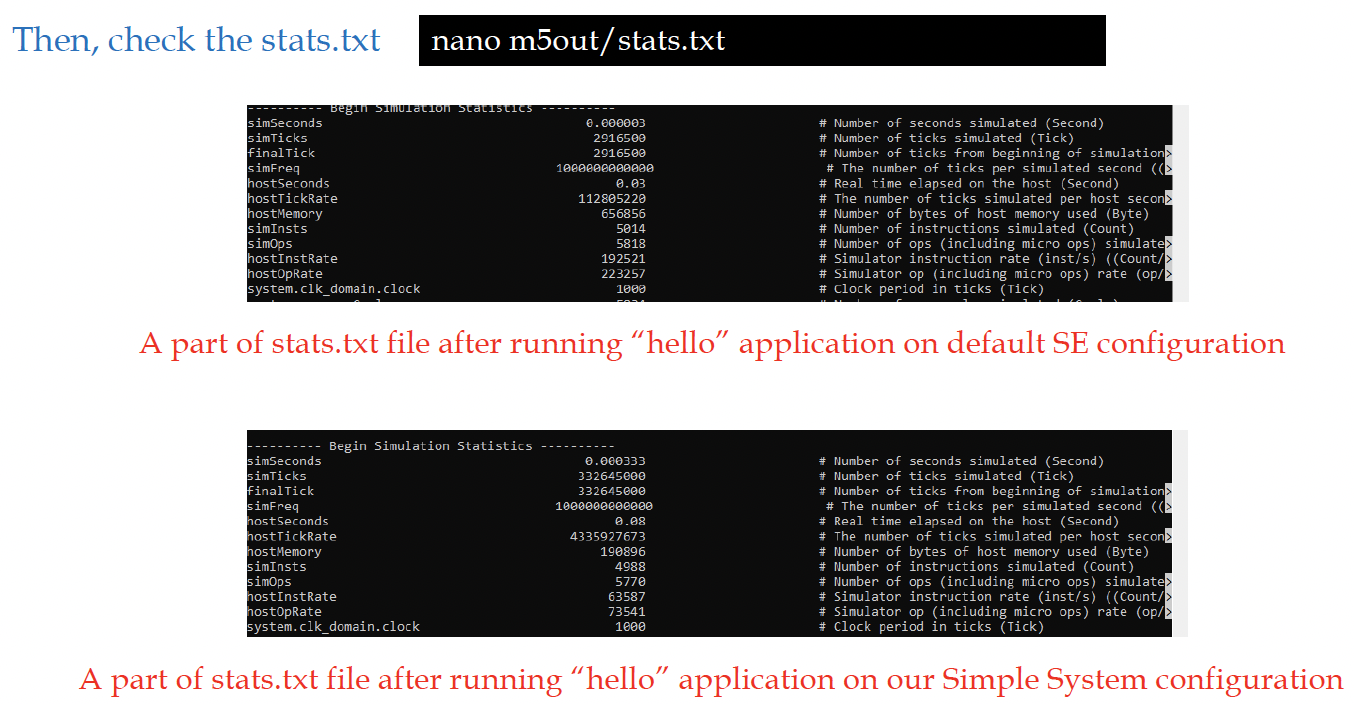 Then, check the stats.txt
nano m5out/stats.txt
---------- Begin Simulation Statistics ----------
simSeconds 0.000003 # Number of seconds simulated (Second)
simTicks 2916500 # Number of ticks simulated (Tick)
finalTick 2916500 # Number of ticks from beginning of simulation>
simFreq 1000000000000 # The number of ticks per simulated second ((>
hostSeconds 0.03 # Real time elapsed on the host (Second)
hostTickRate 112805220 # The number of ticks simulated per host secon>
hostMemory 656856 # Number of bytes of host memory used (Byte)
simInsts 5014 # Number of instructions simulated (Count)
simOps 5818 # Number of ops (including micro ops) simulate>
hostInstRate 192521 # Simulator instruction rate (inst/s) ((Count/>
hostOpRate 223257 # Simulator op (including micro ops) rate (op/>
system.clk_domain.clock 1000 # Clock period in ticks (Tick)
A part of stats.txt file after running “hello” application on default SE configuration
---------- Begin Simulation Statistics ----------
simSeconds 0.000333 # Number of seconds simulated (Second)
simTicks 332645000 # Number of ticks simulated (Tick)
finalTick 332645000 # Number of ticks from beginning of simulation>
simFreq 1000000000000 # The number of ticks per simulated second ((>
hostSeconds 0.08 # Real time elapsed on the host (Second)
hostTickRate 4335927673 # The number of ticks simulated per host secon>
hostMemory 190896 # Number of bytes of host memory used (Byte)
simInsts 4988 # Number of instructions simulated (Count)
simOps 5770 # Number of ops (including micro ops) simulate>
hostInstRate 63587 # Simulator instruction rate (inst/s) ((Count/>
hostOpRate 73541 # Simulator op (including micro ops) rate (op/>
system.clk_domain.clock 1000 # Clock period in ticks (Tick)
A part of stats.txt file after running “hello” application on our Simple System configuration